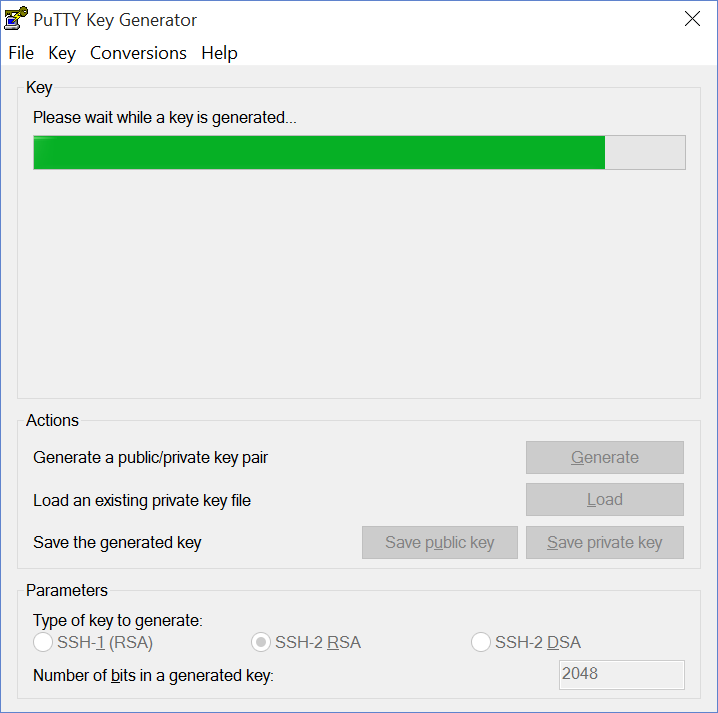 PuTTY Key Generator
File Key Conversions Help
Key
Please wait while a key is generated...
Actions
Generate a public/private key pair
Generate
Load an existing private key file
Load
Save the generated key
Save public key
Save private key
Parameters
Type of key to generate:
SSH-1 (RSA)
SSH-2 RSA
SSH-2 DSA
Number of bits in a generated key:
2048